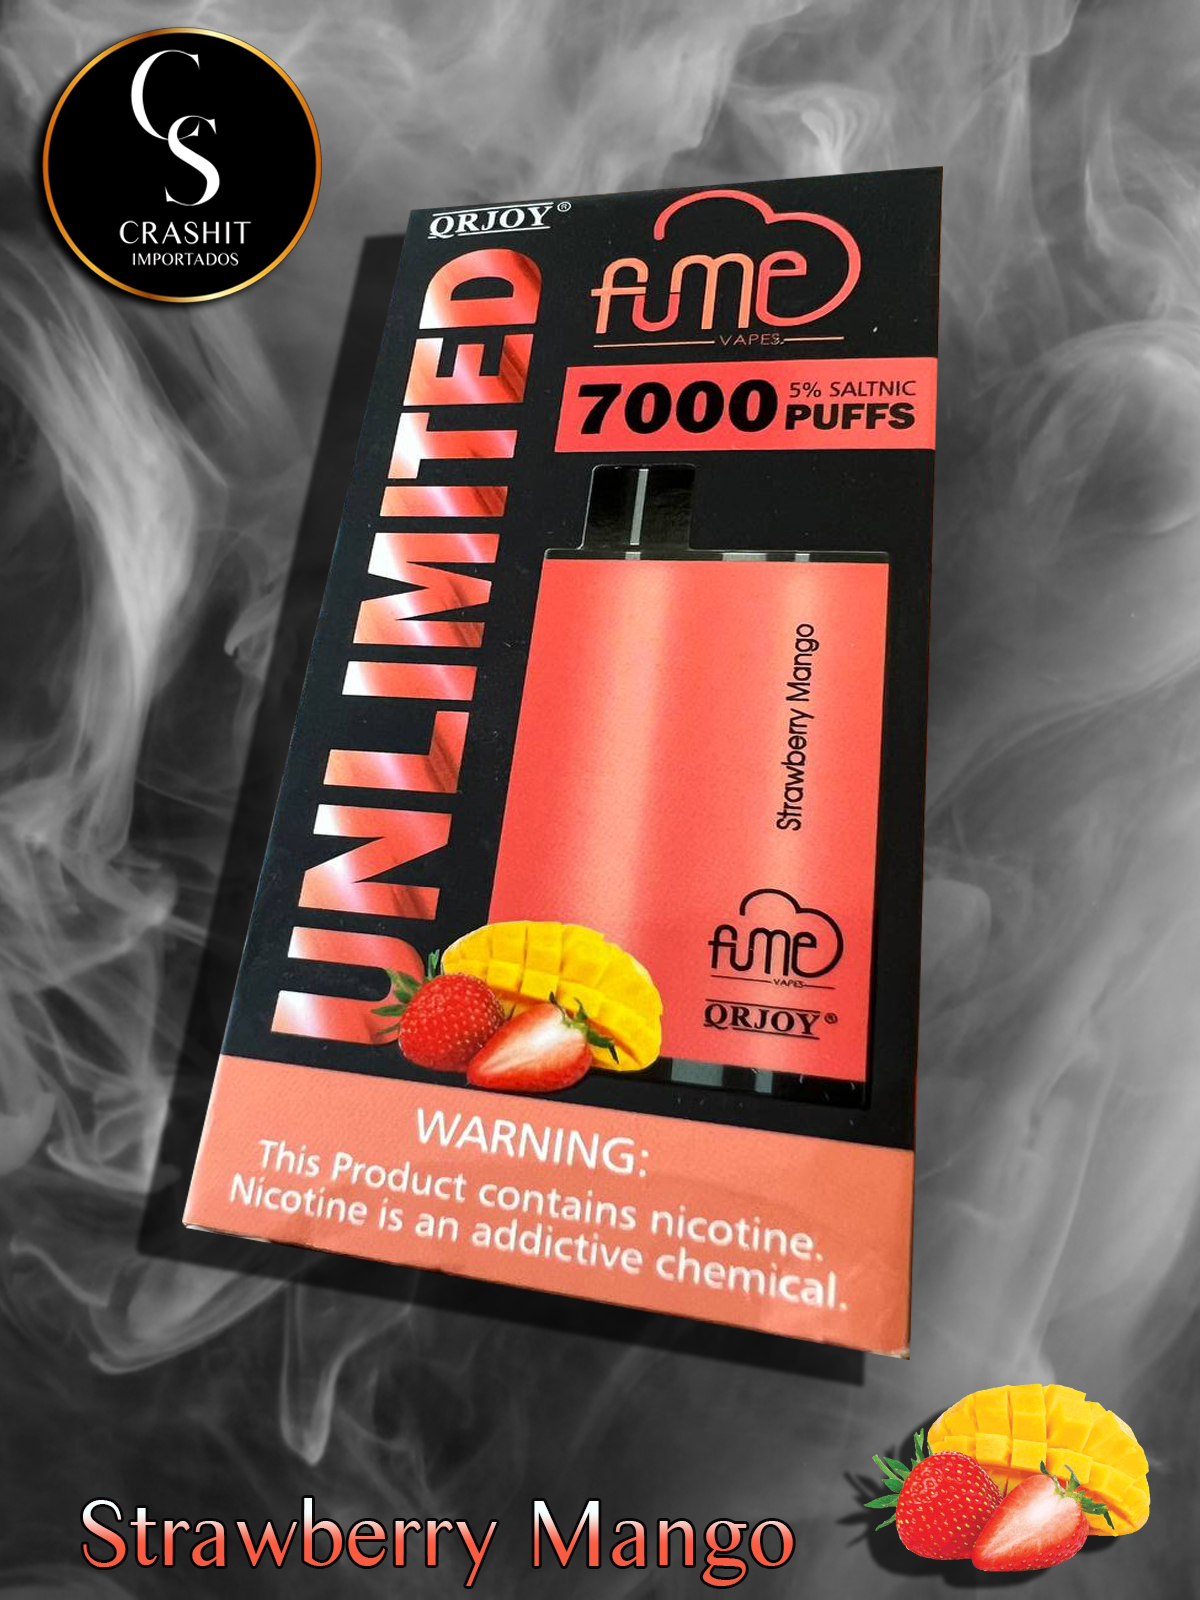 CS
CRASHIT
IMPORTADOS
QRJOY®
UNLIMITED
fume
VAPES
7000 5% SALTNIC
PUFFS
Strawberry Mango
fume
VAPES
QRJOY®
WARNING:
This Product contains nicotine.
Nicotine is an addictive chemical.
Strawberry Mango